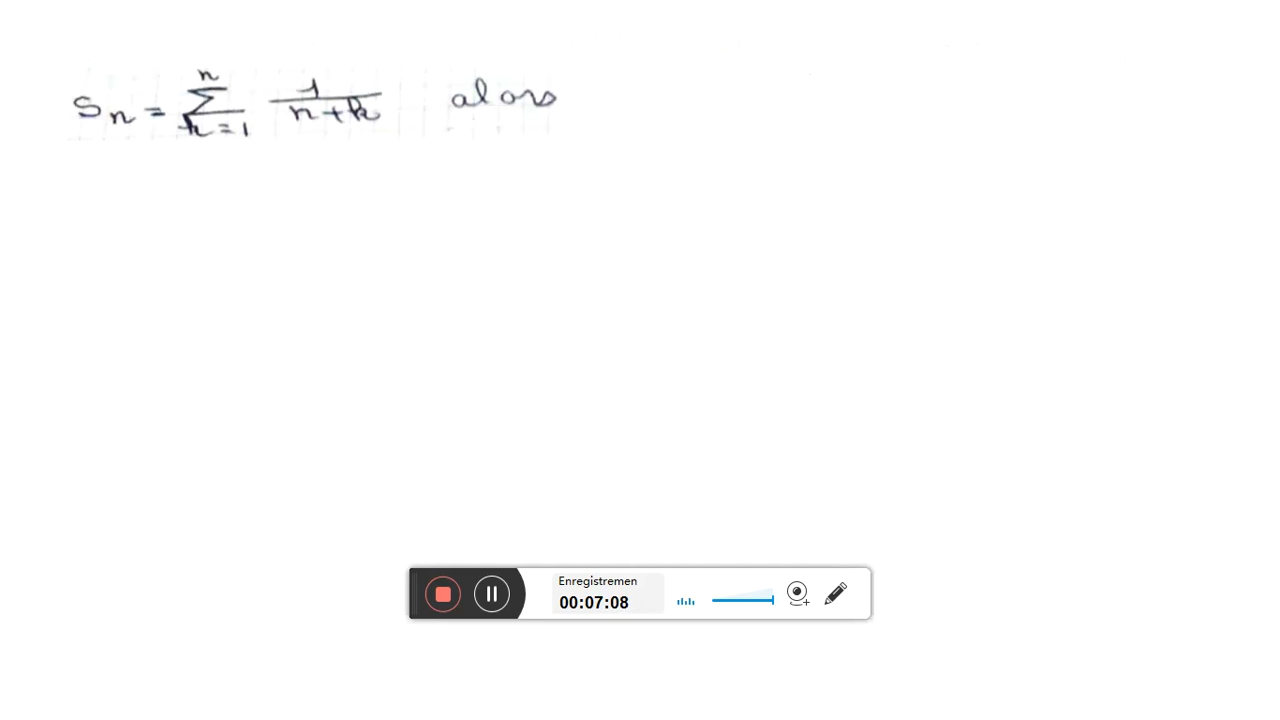 Sn = ∑ n k=1 1/(n+k) alors
Enregistremen
00:07:08